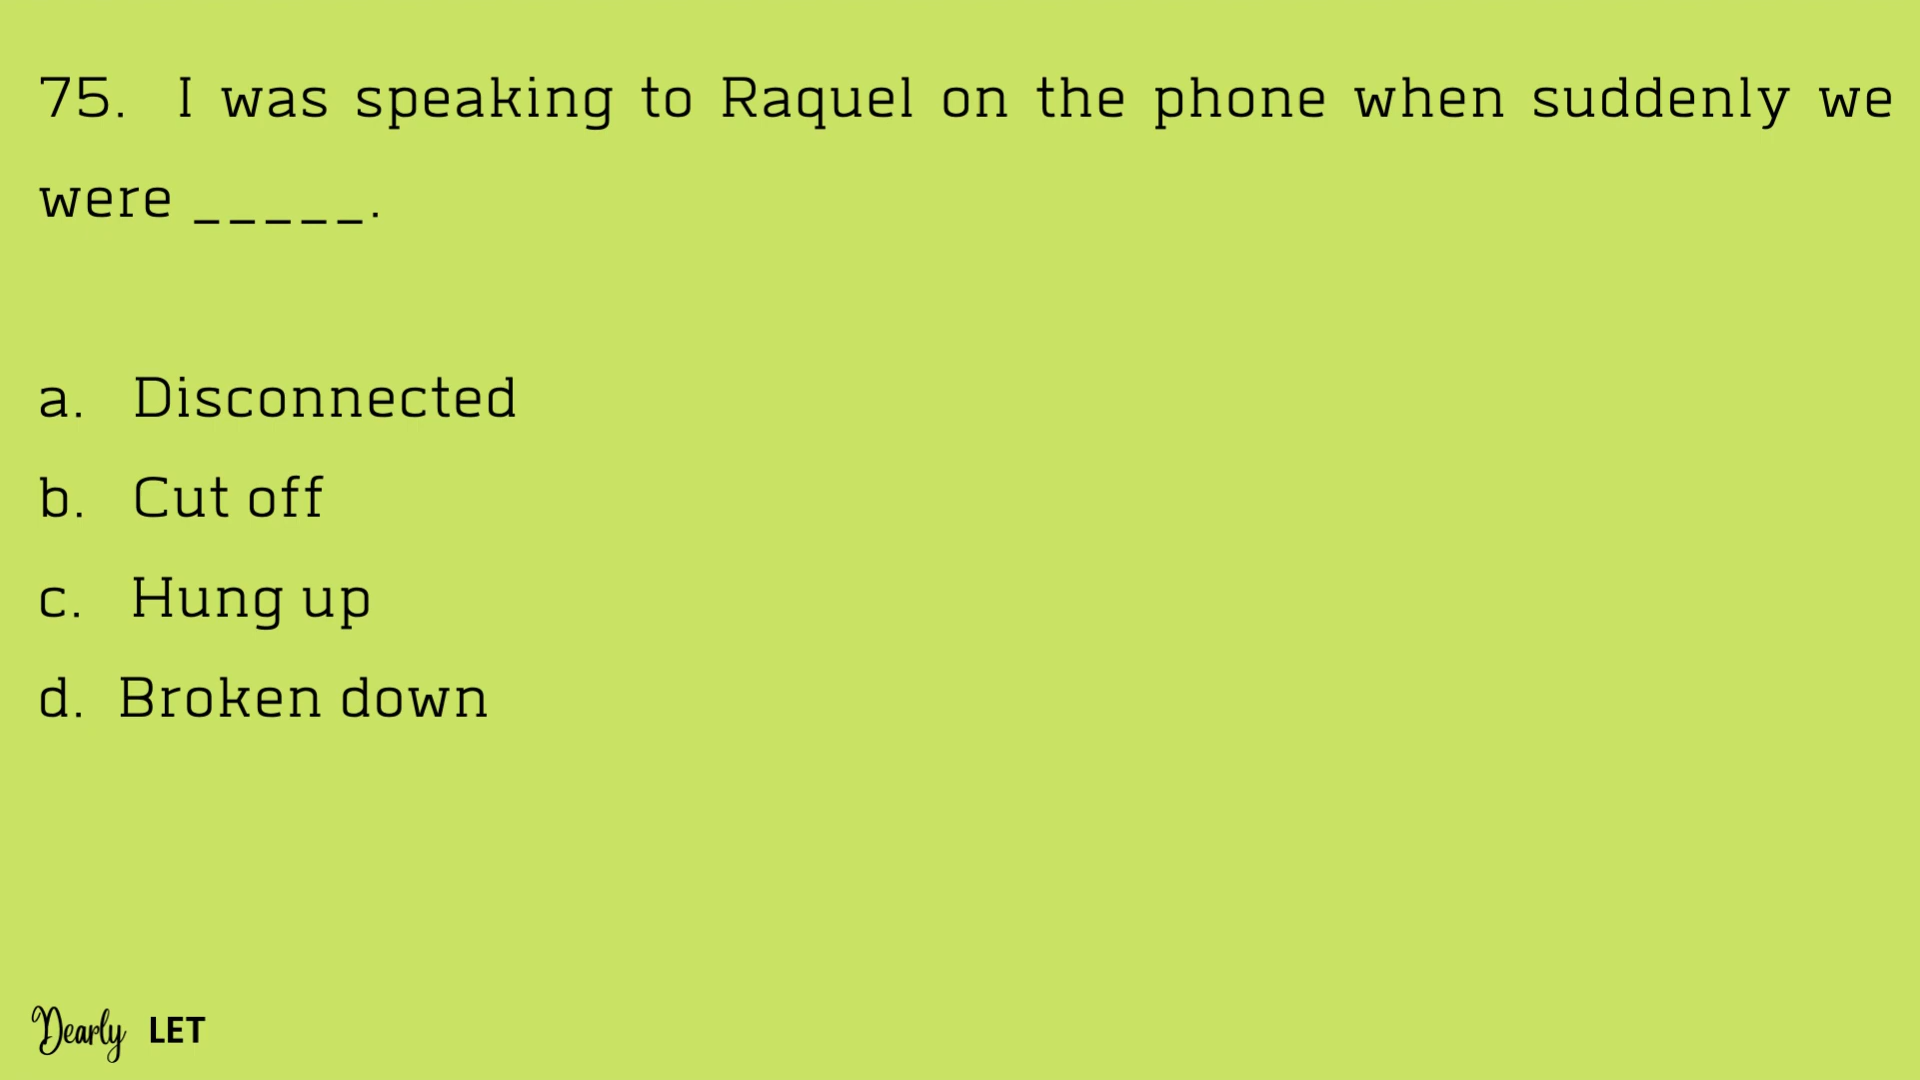 75. I was speaking to Raquel on the phone when suddenly we
were _____.
a. Disconnected
b. Cut off
c. Hung up
d. Broken down
Dearly LET